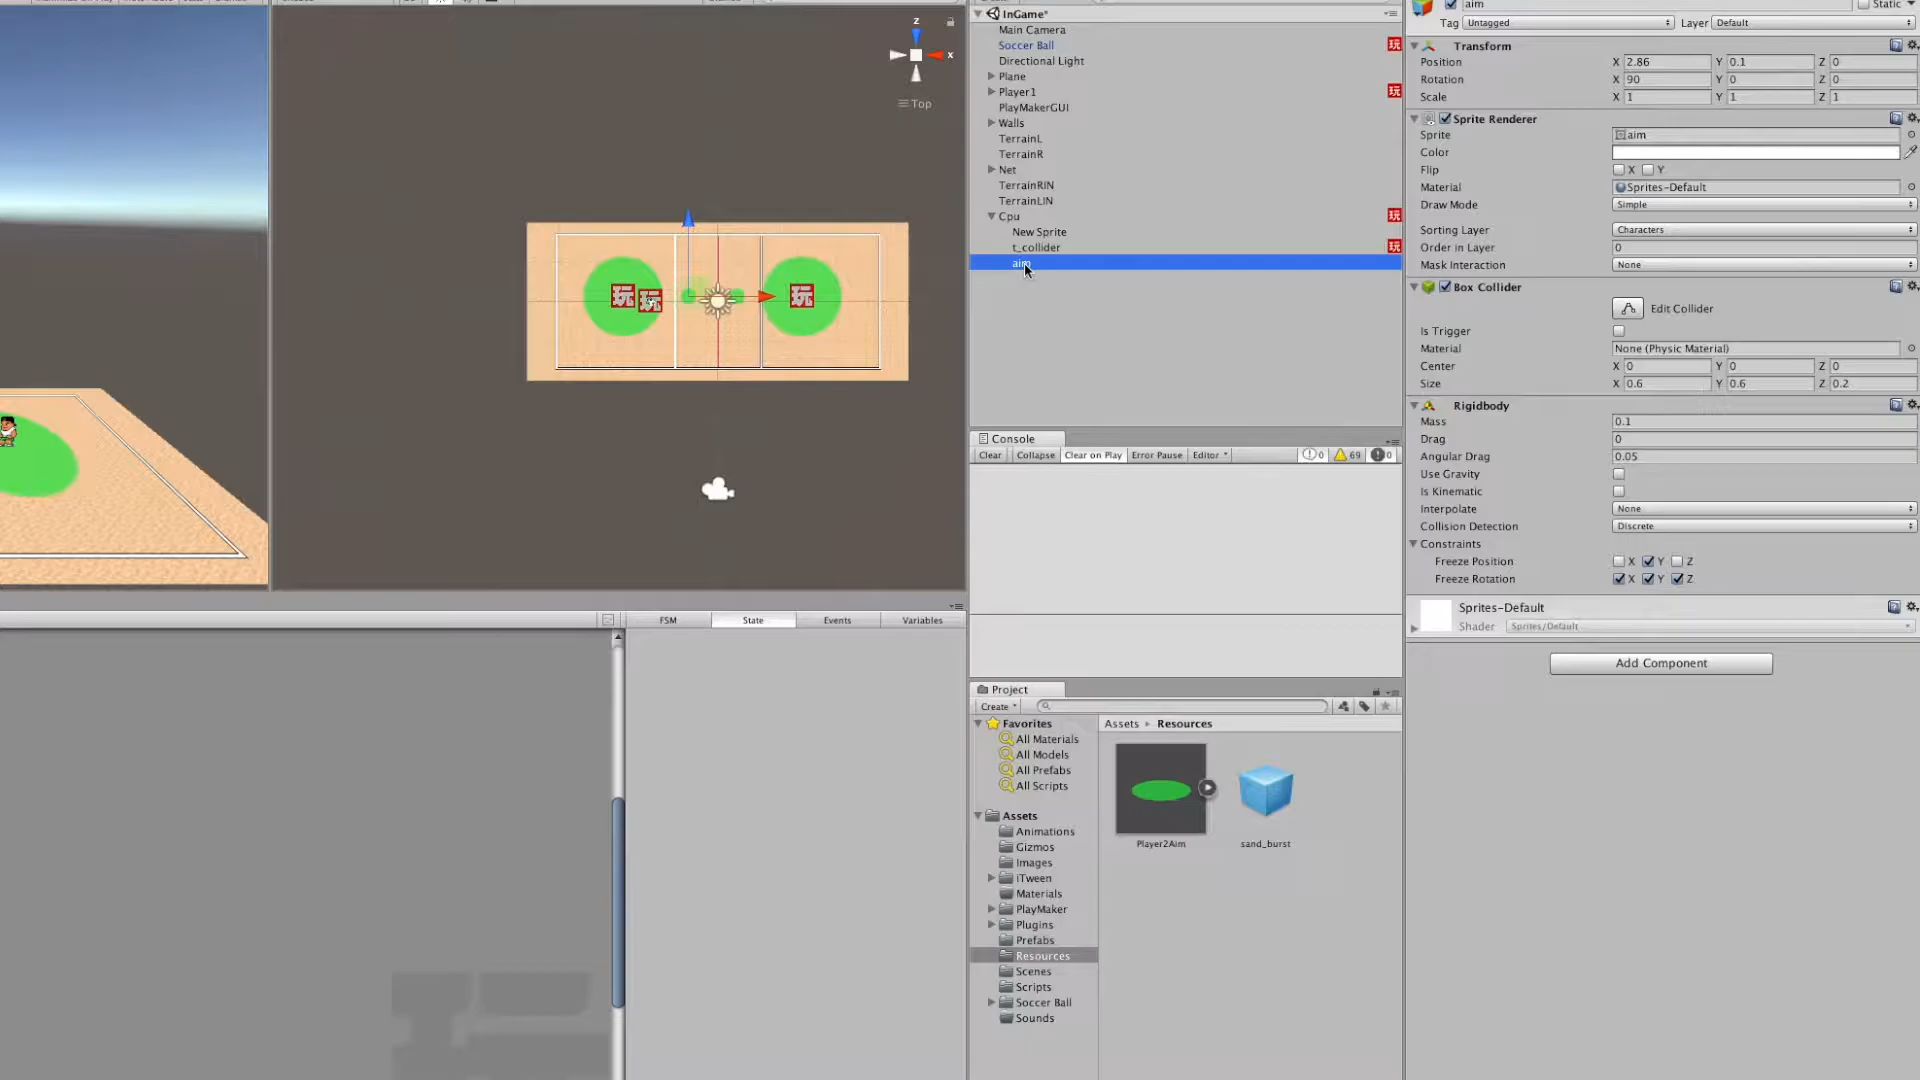 z
x
Top
玩
玩
玩
FSM
State
Events
Variables
InGame*
Main Camera
Soccer Ball
玩
Directional Light
Plane
Player1
玩
PlayMakerGUI
Walls
TerrainL
TerrainR
Net
TerrainRIN
TerrainLIN
Cpu
玩
New Sprite
t_collider
玩
aim
Console
Clear
Collapse
Clear on Play
Error Pause
Editor
0
69
0
Project
Create
Favorites
All Materials
All Models
All Prefabs
All Scripts
Assets
Animations
Gizmos
Images
iTween
Materials
PlayMaker
Plugins
Prefabs
Resources
Scenes
Scripts
Soccer Ball
Sounds
Assets ▸ Resources
Player2Aim
sand_burst
aim
Static
Tag Untagged Layer Default
Transform
Position X 2.86 Y 0.1 Z 0
Rotation X 90 Y 0 Z 0
Scale X 1 Y 1 Z 1
Sprite Renderer
Sprite aim
Color
Flip X Y
Material Sprites-Default
Draw Mode Simple
Sorting Layer Characters
Order in Layer 0
Mask Interaction None
Box Collider
Edit Collider
Is Trigger
Material None (Physic Material)
Center X 0 Y 0 Z 0
Size X 0.6 Y 0.6 Z 0.2
Rigidbody
Mass 0.1
Drag 0
Angular Drag 0.05
Use Gravity
Is Kinematic
Interpolate None
Collision Detection Discrete
Constraints
Freeze Position X Y Z
Freeze Rotation X Y Z
Sprites-Default
Shader Sprites/Default
Add Component